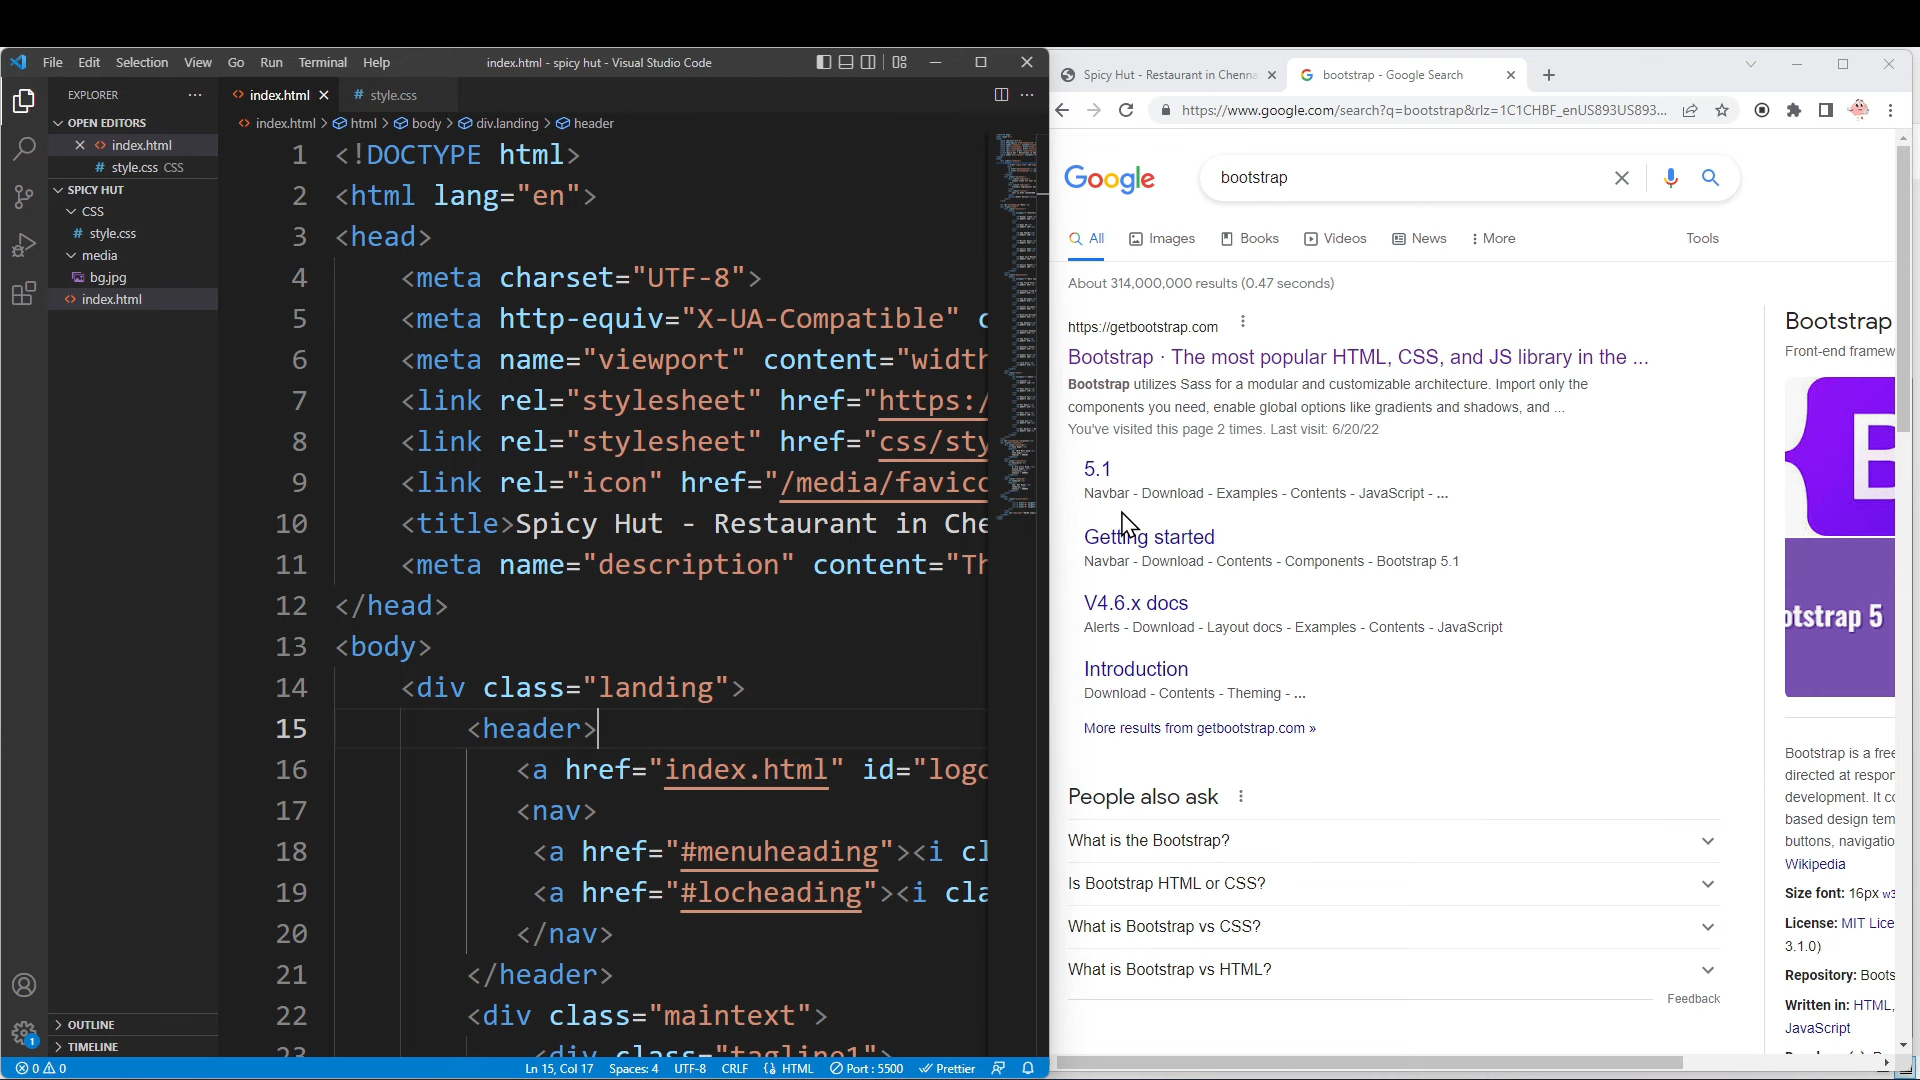 File Edit Selection View Go Run Terminal Help
index.html - spicy hut - Visual Studio Code
EXPLORER
OPEN EDITORS
index.html
style.css CSS
SPICY HUT
CSS
style.css
media
bg.jpg
index.html
OUTLINE
TIMELINE
index.html
style.css
index.html > html > body > div.landing > header
1 <!DOCTYPE html>
2 <html lang="en">
3 <head>
4 <meta charset="UTF-8">
5 <meta http-equiv="X-UA-Compatible" c
6 <meta name="viewport" content="width
7 <link rel="stylesheet" href="https:/
8 <link rel="stylesheet" href="css/sty
9 <link rel="icon" href="/media/favico
10 <title>Spicy Hut - Restaurant in Che
11 <meta name="description" content="Th
12 </head>
13 <body>
14 <div class="landing">
15 <header>
16 <a href="index.html" id="logo
17 <nav>
18 <a href="#menuheading"><i cl
19 <a href="#locheading"><i cla
20 </nav>
21 </header>
22 <div class="maintext">
23 <div class="tagline1">
0 0
Ln 15, Col 17 Spaces: 4 UTF-8 CRLF {} HTML Port : 5500 Prettier
1
Spicy Hut - Restaurant in Chenna
bootstrap - Google Search
https://www.google.com/search?q=bootstrap&rlz=1C1CHBF_enUS893US893...
Google
bootstrap
All Images Books Videos News More Tools
About 314,000,000 results (0.47 seconds)
https://getbootstrap.com
Bootstrap · The most popular HTML, CSS, and JS library in the ...
Bootstrap utilizes Sass for a modular and customizable architecture. Import only the
components you need, enable global options like gradients and shadows, and ...
You've visited this page 2 times. Last visit: 6/20/22
5.1
Navbar - Download - Examples - Contents - JavaScript - ...
Getting started
Navbar - Download - Contents - Components - Bootstrap 5.1
V4.6.x docs
Alerts - Download - Layout docs - Examples - Contents - JavaScript
Introduction
Download - Contents - Theming - ...
More results from getbootstrap.com »
People also ask
What is the Bootstrap?
Is Bootstrap HTML or CSS?
What is Bootstrap vs CSS?
What is Bootstrap vs HTML?
Feedback
Bootstrap
Front-end framew
B
otstrap 5
Bootstrap is a free
directed at respor
development. It co
based design tem
buttons, navigatio
Wikipedia
Size font: 16px w3
License: MIT Lice
3.1.0)
Repository: Boots
Written in: HTML,
JavaScript